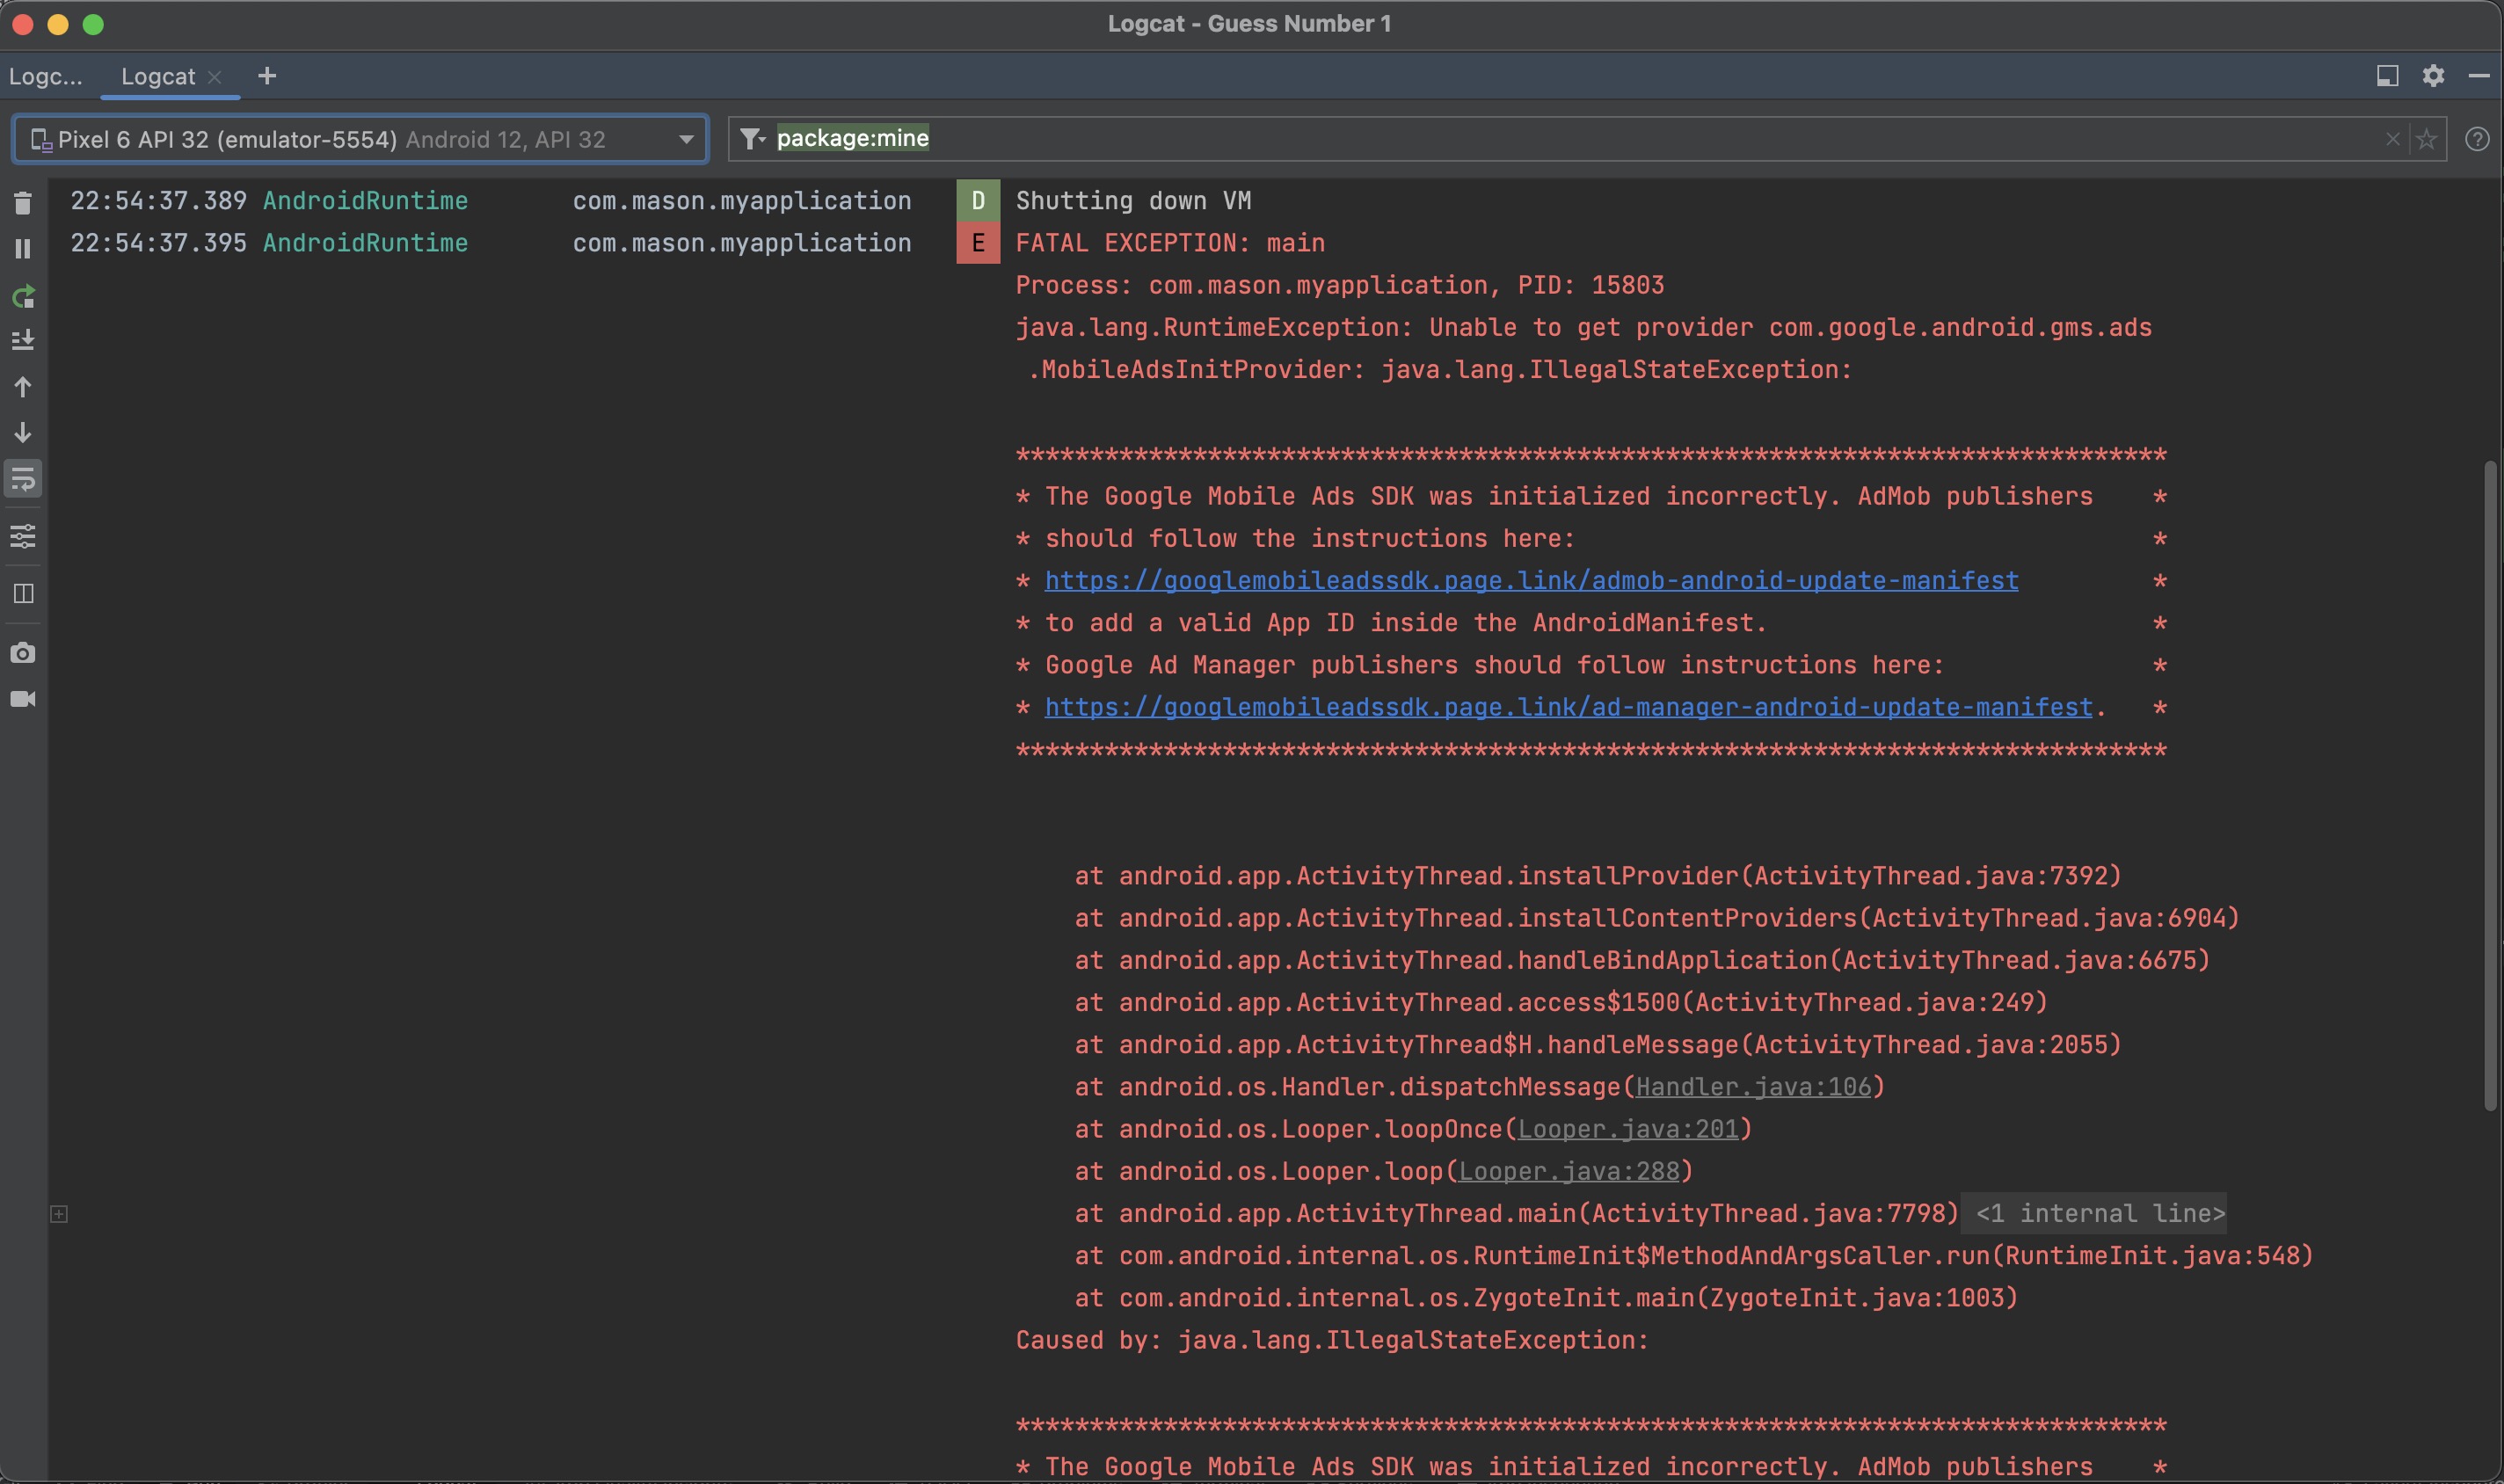 Logcat - Guess Number 1
Logc... Logcat
Pixel 6 API 32 (emulator-5554) Android 12, API 32 package:mine
22:54:37.389 AndroidRuntime com.mason.myapplication D Shutting down VM
22:54:37.395 AndroidRuntime com.mason.myapplication E FATAL EXCEPTION: main
Process: com.mason.myapplication, PID: 15803
java.lang.RuntimeException: Unable to get provider com.google.android.gms.ads
.MobileAdsInitProvider: java.lang.IllegalStateException:
******************************************************************************
* The Google Mobile Ads SDK was initialized incorrectly. AdMob publishers *
* should follow the instructions here: *
* https://googlemobileadssdk.page.link/admob-android-update-manifest *
* to add a valid App ID inside the AndroidManifest. *
* Google Ad Manager publishers should follow instructions here: *
* https://googlemobileadssdk.page.link/ad-manager-android-update-manifest. *
******************************************************************************
at android.app.ActivityThread.installProvider(ActivityThread.java:7392)
at android.app.ActivityThread.installContentProviders(ActivityThread.java:6904)
at android.app.ActivityThread.handleBindApplication(ActivityThread.java:6675)
at android.app.ActivityThread.access$1500(ActivityThread.java:249)
at android.app.ActivityThread$H.handleMessage(ActivityThread.java:2055)
at android.os.Handler.dispatchMessage(Handler.java:106)
at android.os.Looper.loopOnce(Looper.java:201)
at android.os.Looper.loop(Looper.java:288)
at android.app.ActivityThread.main(ActivityThread.java:7798) <1 internal line>
at com.android.internal.os.RuntimeInit$MethodAndArgsCaller.run(RuntimeInit.java:548)
at com.android.internal.os.ZygoteInit.main(ZygoteInit.java:1003)
Caused by: java.lang.IllegalStateException:
******************************************************************************
* The Google Mobile Ads SDK was initialized incorrectly. AdMob publishers *